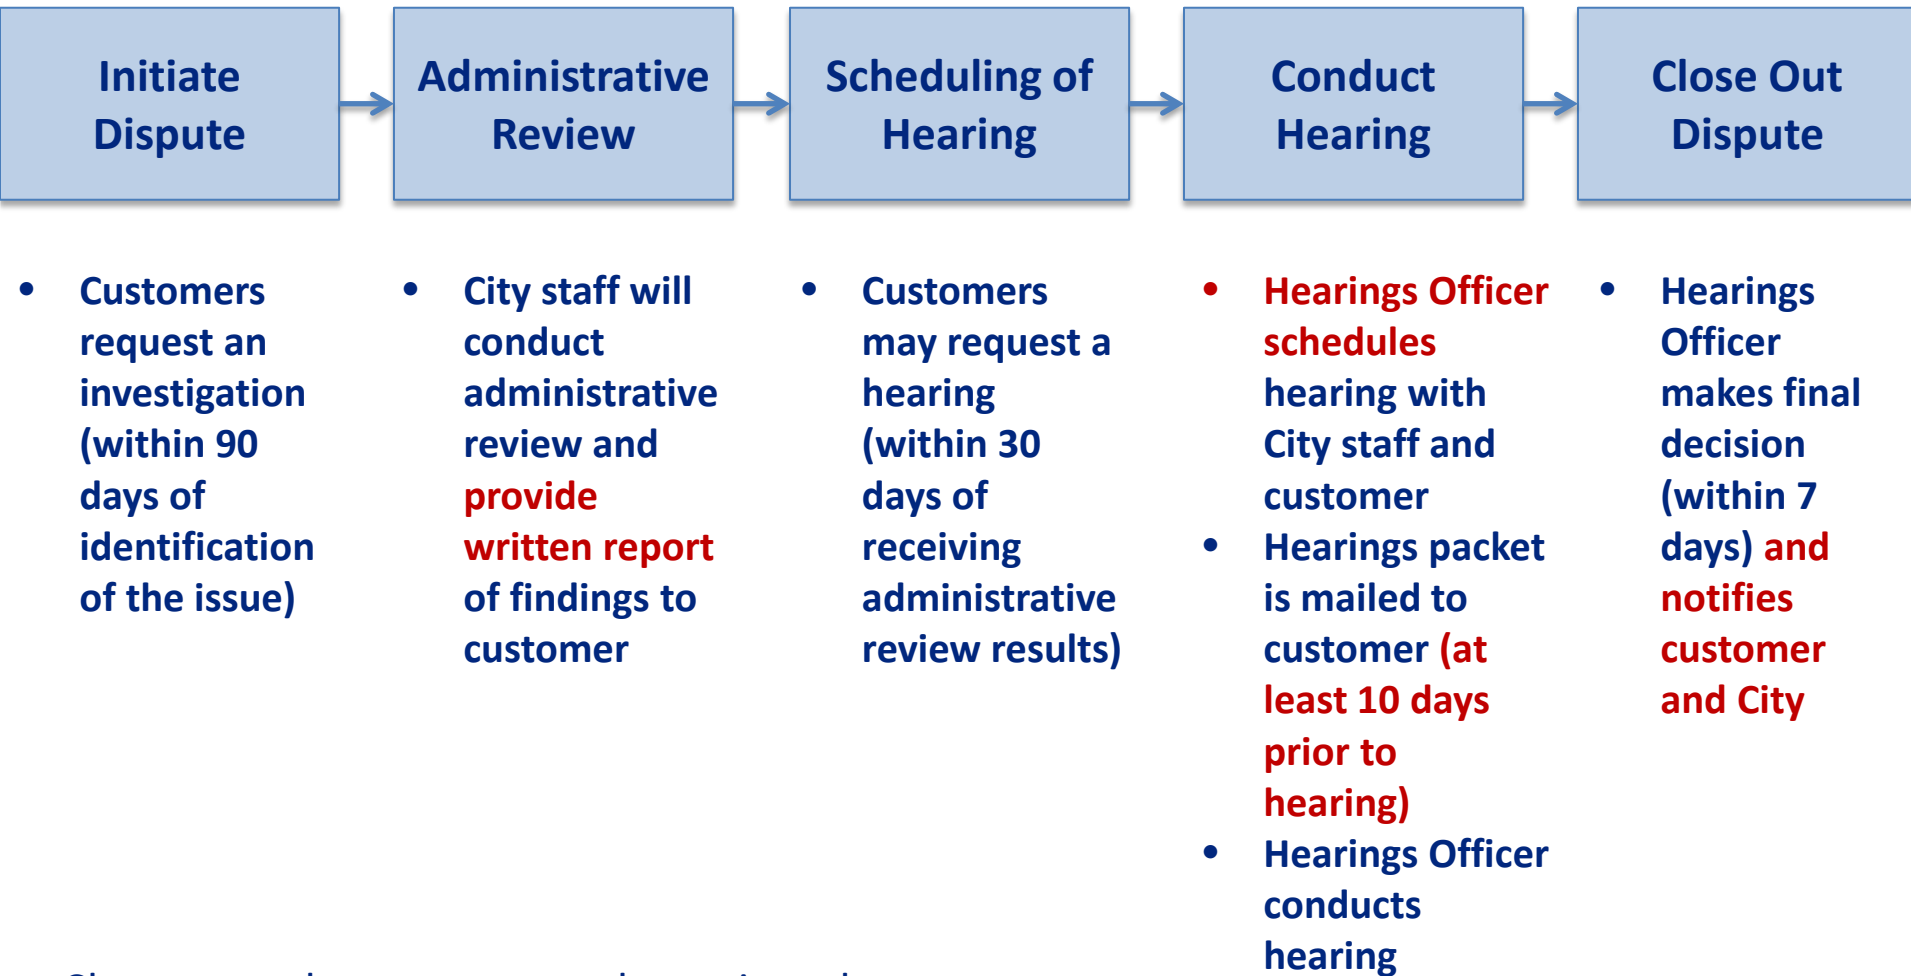 Initiate
Dispute
Administrative
Review
Scheduling of
Hearing
Conduct
Hearing
Close Out
Dispute
• Customers
request an
investigation
(within 90
days of
identification
of the issue)
• City staff will
conduct
administrative
review and
provide
written report
of findings to
customer
• Customers
may request a
hearing
(within 30
days of
receiving
administrative
review results)
• Hearings Officer
schedules
hearing with
City staff and
customer
• Hearings packet
is mailed to
customer (at
least 10 days
prior to
hearing)
• Hearings Officer
conducts
hearing
• Hearings
Officer
makes final
decision
(within 7
days) and
notifies
customer
and City